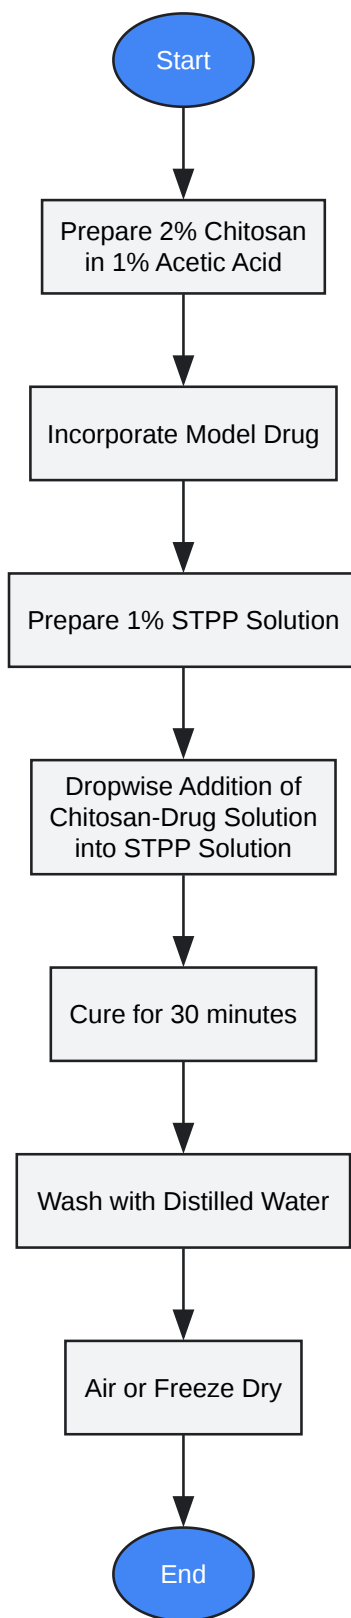 Start
Prepare 2% Chitosan
in 1% Acetic Acid
Incorporate Model Drug
Prepare 1% STPP Solution
Dropwise Addition of
Chitosan-Drug Solution
into STPP Solution
Cure for 30 minutes
Wash with Distilled Water
Air or Freeze Dry
End